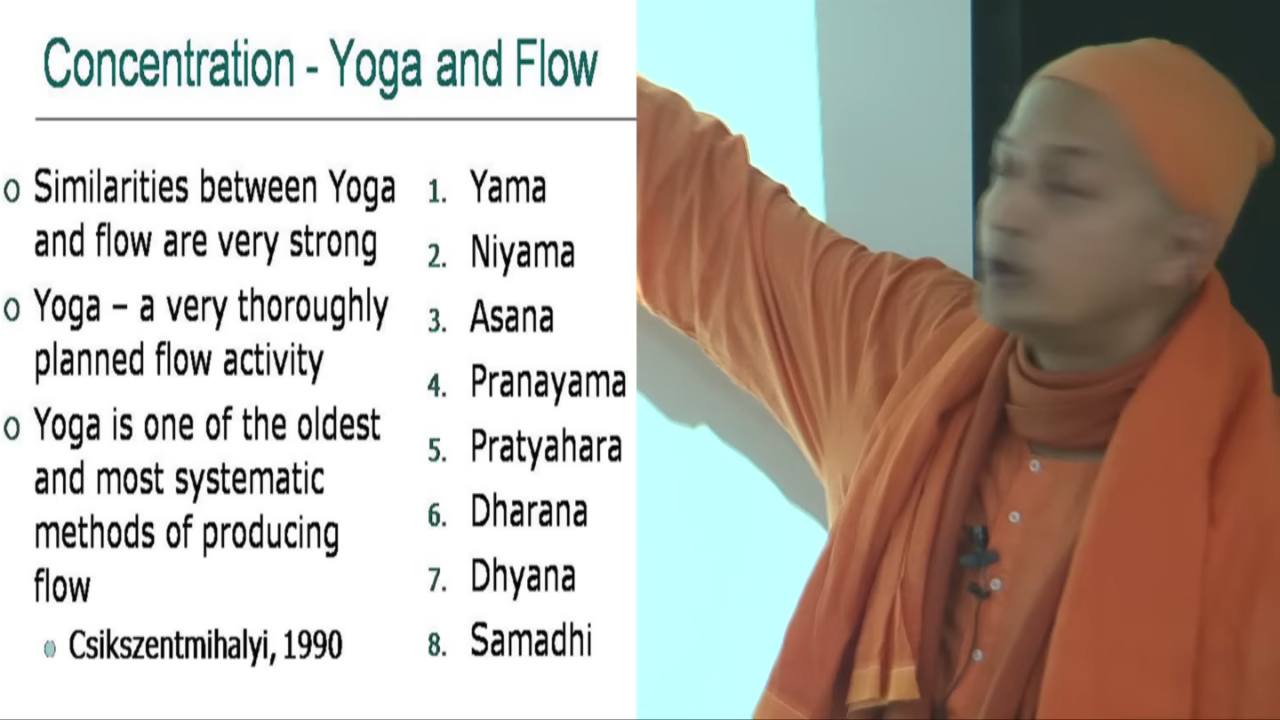 Concentration - Yoga and Flow
o Similarities between Yoga
and flow are very strong
o Yoga – a very thoroughly
planned flow activity
o Yoga is one of the oldest
and most systematic
methods of producing
flow
Csikszentmihalyi, 1990
1. Yama
2. Niyama
3. Asana
4. Pranayama
5. Pratyahara
6. Dharana
7. Dhyana
8. Samadhi